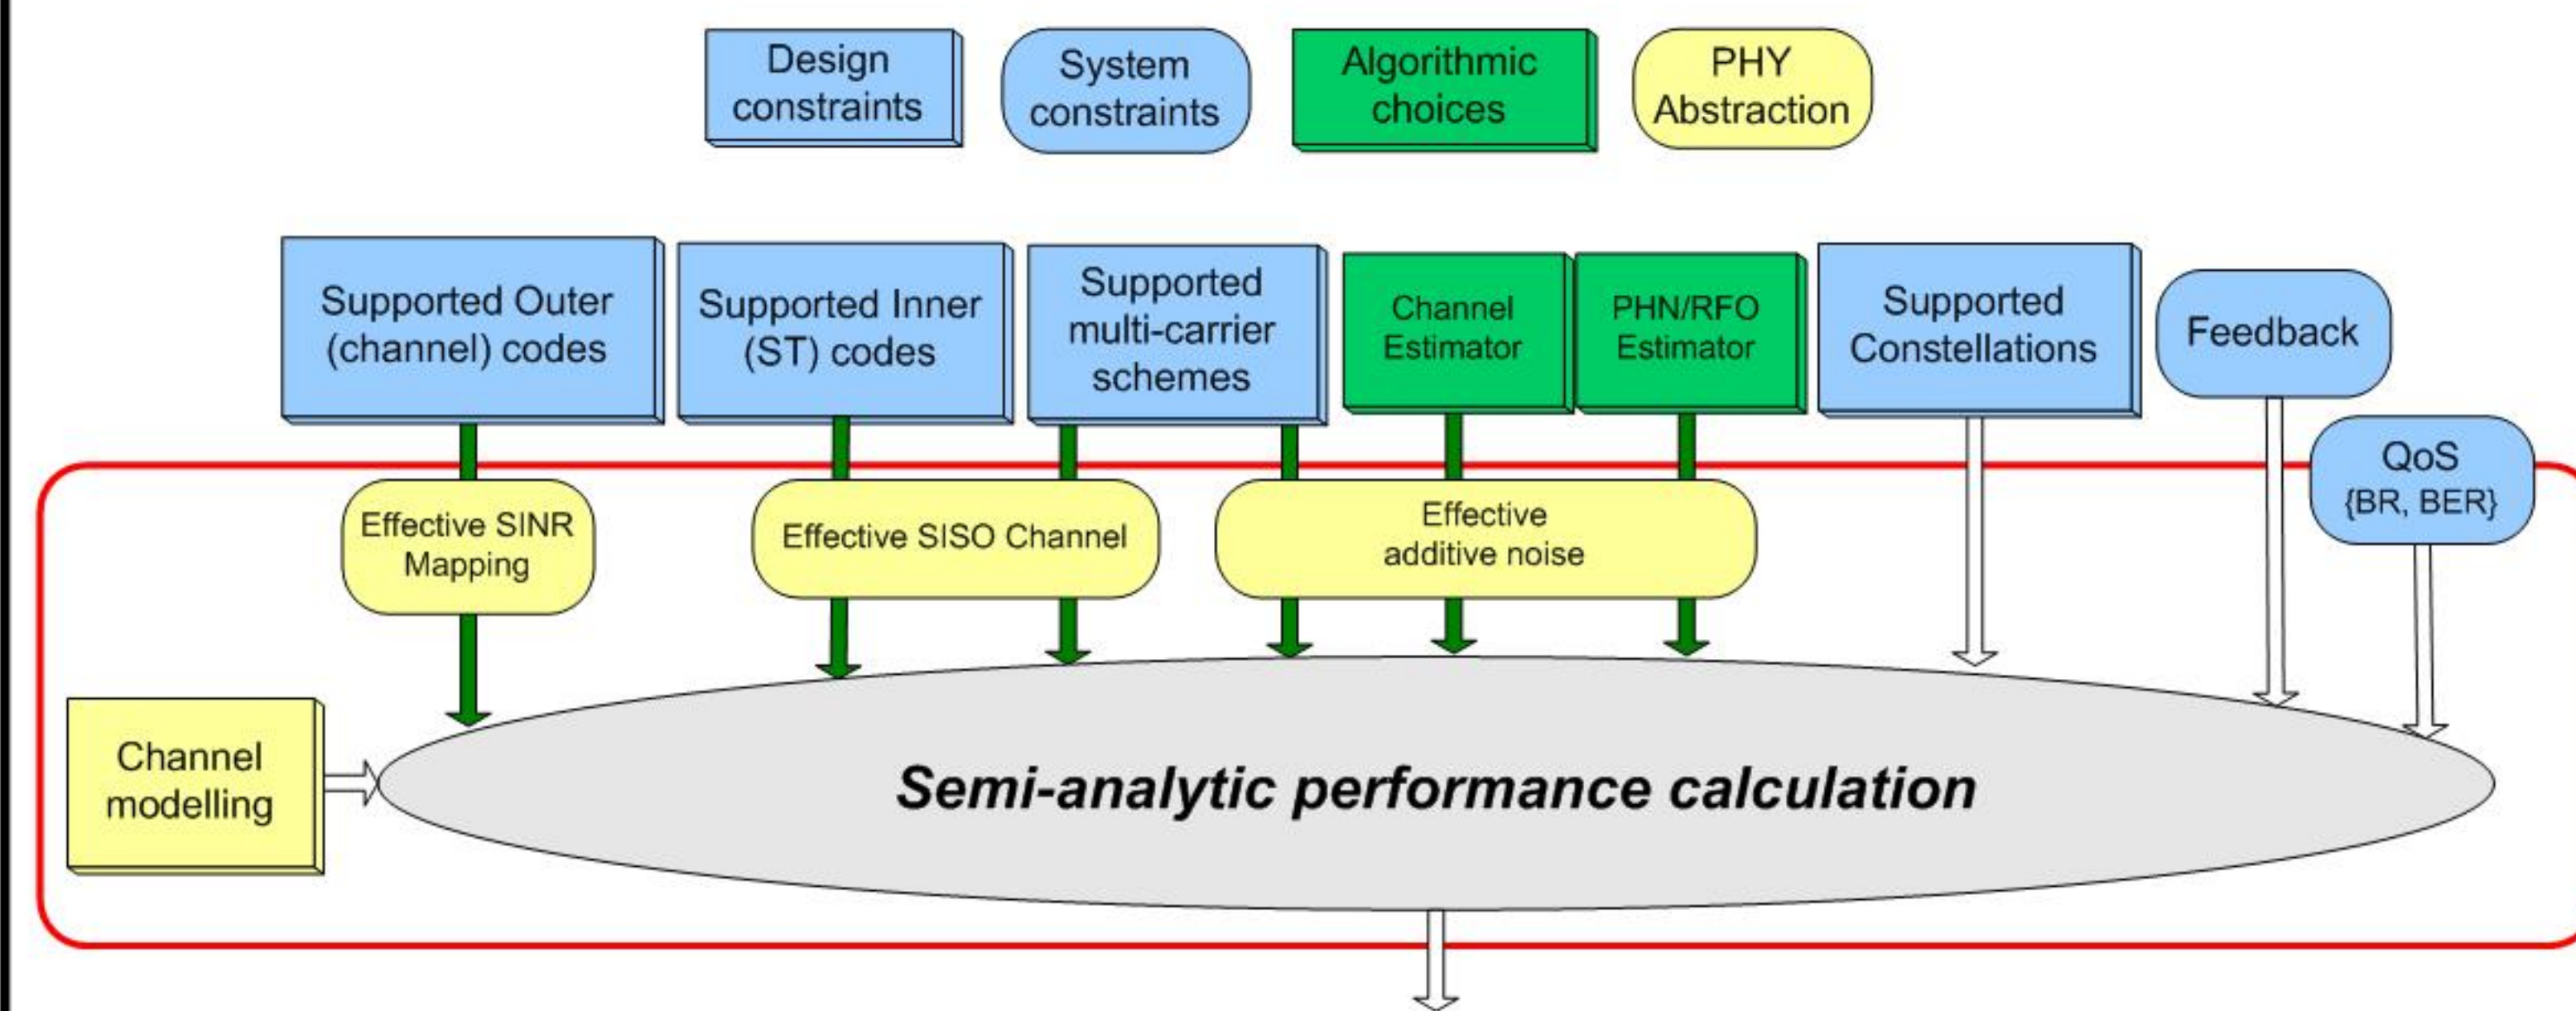 Design
constraints
System
constraints
Algorithmic
choices
PHY
Abstraction
Supported Outer
(channel) codes
Supported Inner
(ST) codes
Supported
multi-carrier
schemes
Channel
Estimator
PHN/RFO
Estimator
Supported
Constellations
Feedback
QoS
{BR, BER}
Effective SINR
Mapping
Effective SISO Channel
Effective
additive noise
Channel
modelling
Semi-analytic performance calculation